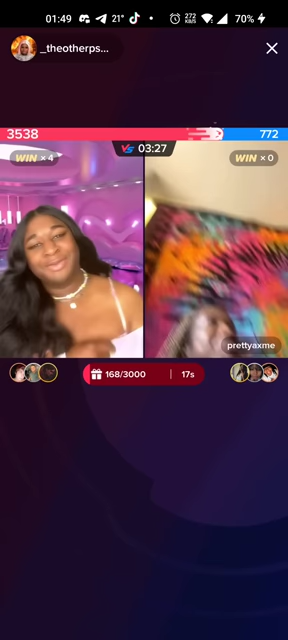 01:49
21°
272 KB/S
70%
_theotherps...
3538
VS 03:27
772
WIN × 4
WIN × 0
prettyaxme
168/3000
17s